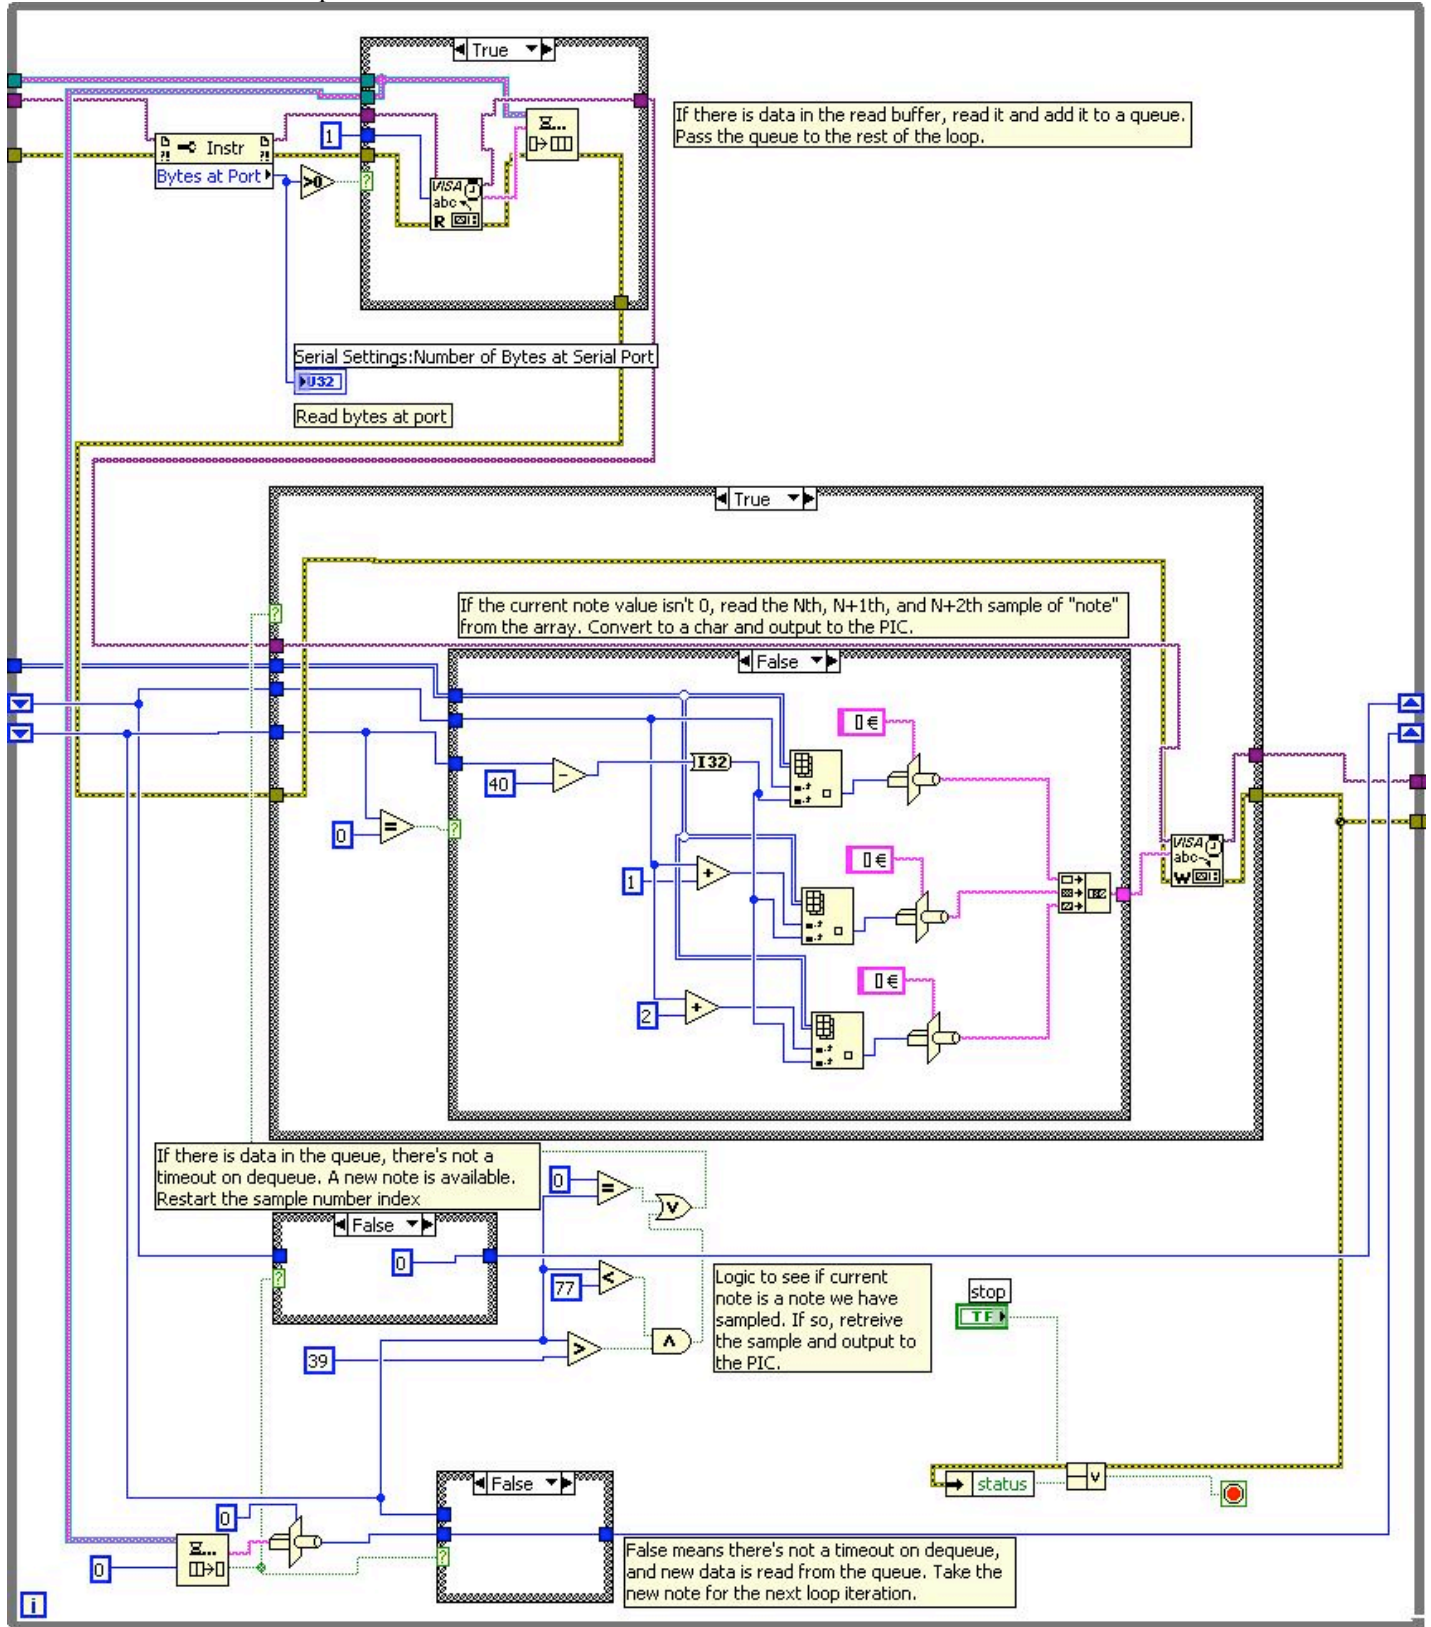 True
If there is data in the read buffer, read it and add it to a queue.
Pass the queue to the rest of the loop.
1
Instr
Bytes at Port
>0
?
VISA
abc
R
Serial Settings:Number of Bytes at Serial Port
U32
Read bytes at port
True
?
If the current note value isn't 0, read the Nth, N+1th, and N+2th sample of "note"
from the array. Convert to a char and output to the PIC.
False
€
-
I32
40
0
=
?
€
VISA
abc
W
1
+
€
2
+
If there is data in the queue, there's not a
timeout on dequeue. A new note is available.
Restart the sample number index
0
=
v
False
0
?
<
77
Logic to see if current
note is a note we have
sampled. If so, retreive
the sample and output to
the PIC.
stop
TF
39
>
^
False
status
v
0
0
?
False means there's not a timeout on dequeue,
and new data is read from the queue. Take the
new note for the next loop iteration.
i